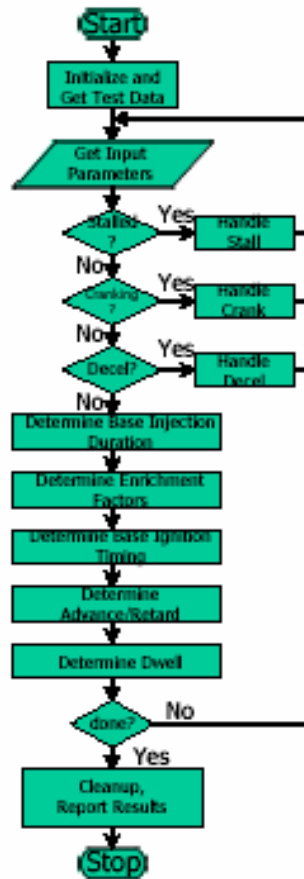 Start
Initialize and
Get Test Data
Get Input
Parameters
Stalled
?
Yes
Handle
Stall
No
Cranking
?
Yes
Handle
Crank
No
Decel?
Yes
Handle
Decel
No
Determine Base Injection
Duration
Determine Enrichment
Factors
Determine Base Ignition
Timing
Determine
Advance/Retard
Determine Dwell
done?
No
Yes
Cleanup,
Report Results
Stop